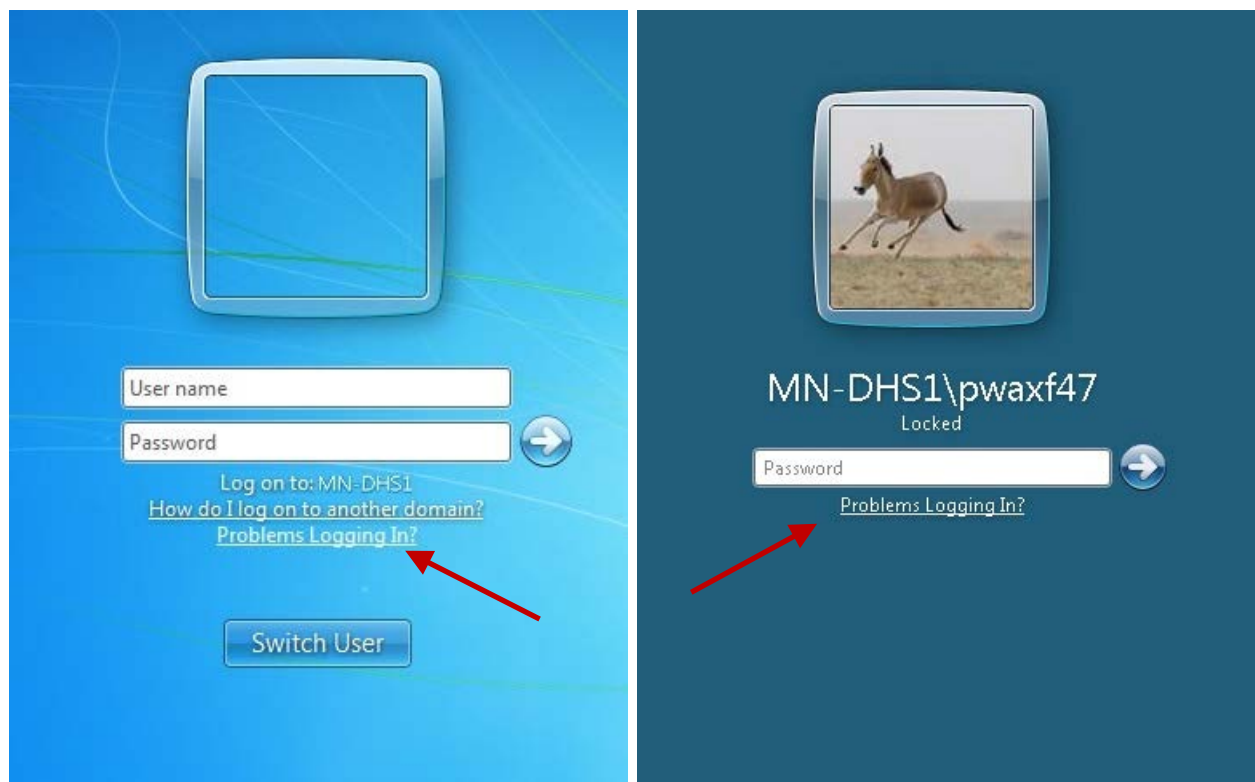 User name
Password
Log on to: MN-DHS1
How do I log on to another domain?
Problems Logging In?
Switch User
MN-DHS1\pwaxf47
Locked
Password
Problems Logging In?